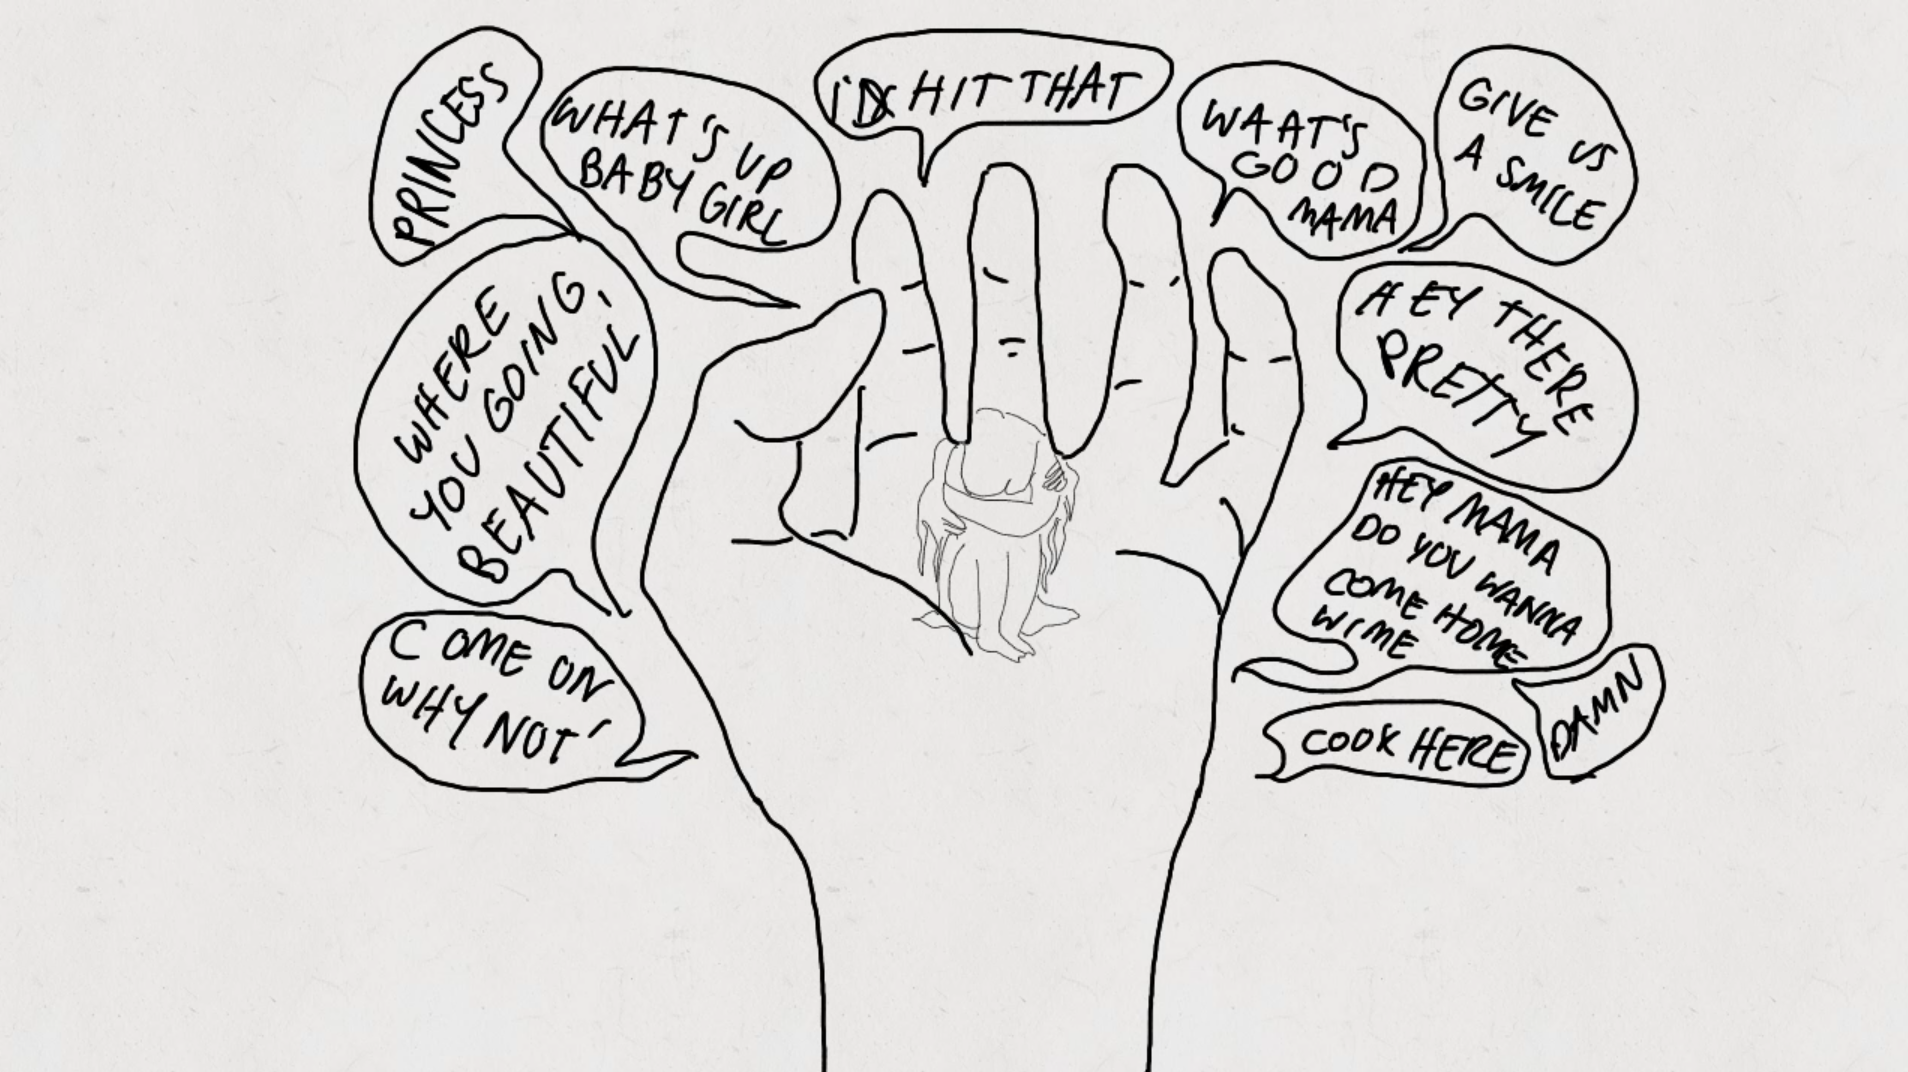 PRINCESS
WHAT'S UP
BABY GIRL
I'D HIT THAT
WAAT'S
GOOD
MAMA
GIVE US
A SMILE
WHERE
YOU GOING,
BEAUTIFUL
HEY THERE
PRETTY
HEY MAMA
DO YOU WANNA
COME HOME
WIME
COME ON
WHY NOT'
COOK HERE
DAMN